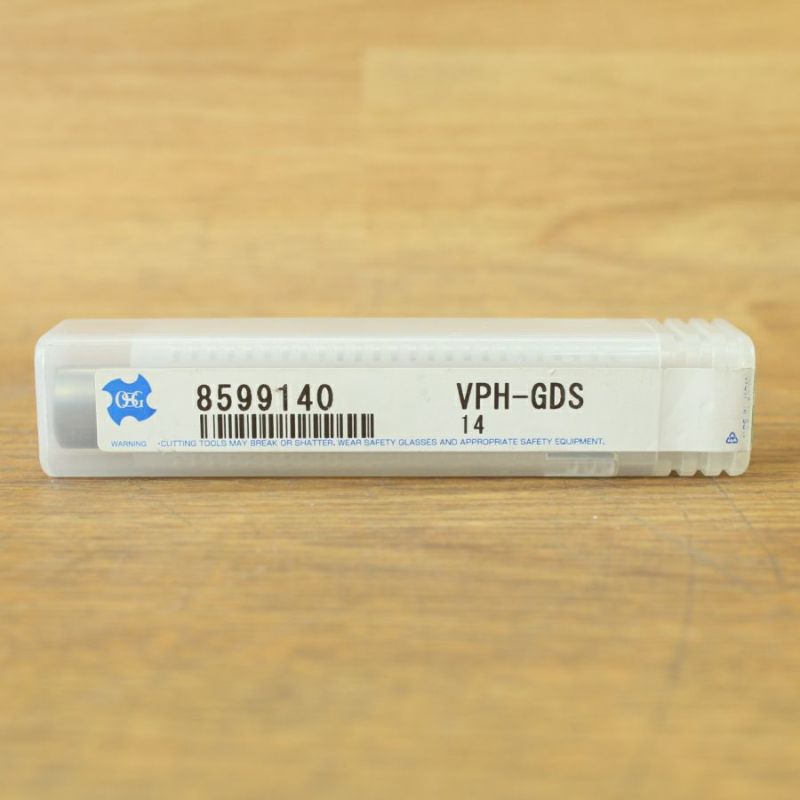 OSG
8599140
VPH-GDS
14
WARNING ・CUTTING TOOLS MAY BREAK OR SHATTER, WEAR SAFETY GLASSES AND APPROPRIATE SAFETY EQUIPMENT.